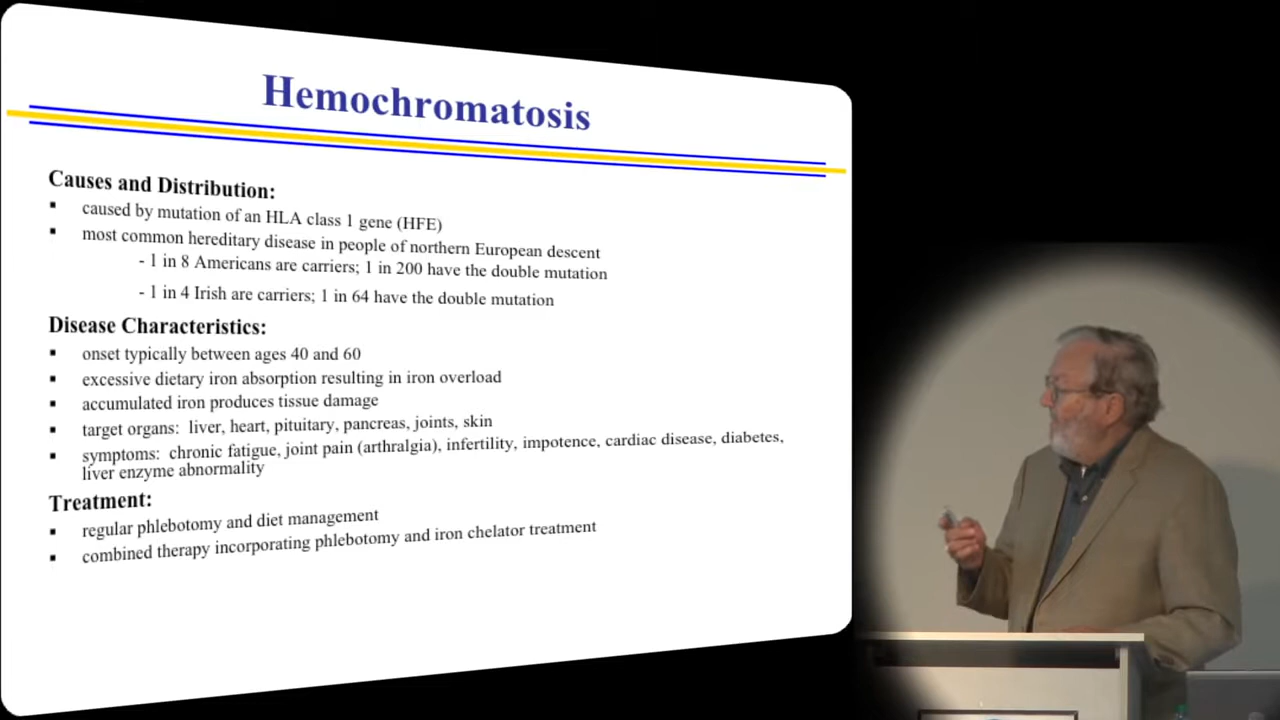 Hemochromatosis
Causes and Distribution:
▪ caused by mutation of an HLA class 1 gene (HFE)
▪ most common hereditary disease in people of northern European descent
- 1 in 8 Americans are carriers; 1 in 200 have the double mutation
- 1 in 4 Irish are carriers; 1 in 64 have the double mutation
Disease Characteristics:
▪ onset typically between ages 40 and 60
▪ excessive dietary iron absorption resulting in iron overload
▪ accumulated iron produces tissue damage
▪ target organs: liver, heart, pituitary, pancreas, joints, skin
▪ symptoms: chronic fatigue, joint pain (arthralgia), infertility, impotence, cardiac disease, diabetes,
liver enzyme abnormality
Treatment:
▪ regular phlebotomy and diet management
▪ combined therapy incorporating phlebotomy and iron chelator treatment